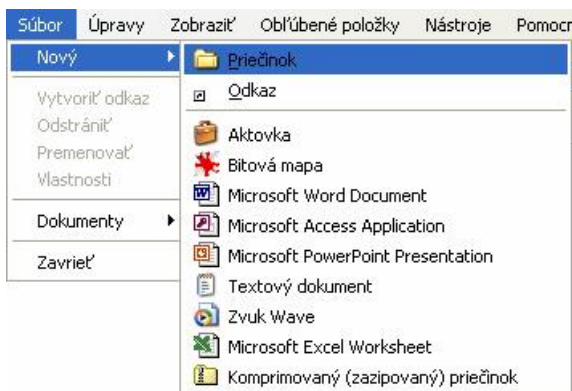 Súbor Úpravy Zobraziť Obľúbené položky Nástroje
Nový
Vytvoriť odkaz
Odstrániť
Premenovať
Vlastnosti
Dokumenty
Zavrieť
Priečinok
Odkaz
Aktovka
Bitová mapa
Microsoft Word Document
Microsoft Access Application
Microsoft PowerPoint Presentation
Textový dokument
Zvuk Wave
Microsoft Excel Worksheet
Komprimovaný (zazipovaný) priečinok